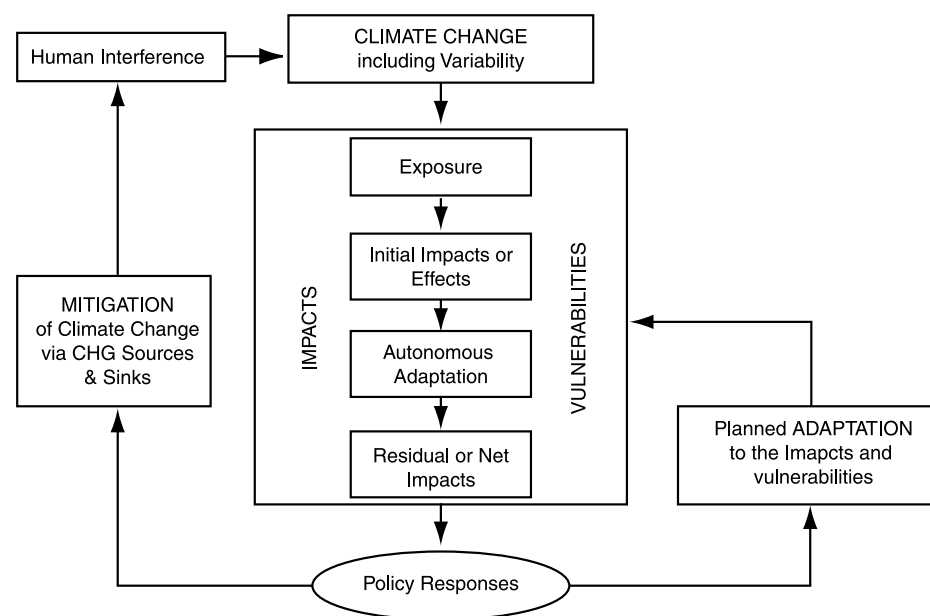 Human Interference
CLIMATE CHANGE
including Variability
Exposure
Initial Impacts or
Effects
Autonomous
Adaptation
Residual or Net
Impacts
IMPACTS
VULNERABILITIES
MITIGATION
of Climate Change
via CHG Sources
& Sinks
Planned ADAPTATION
to the Imapcts and
vulnerabilities
Policy Responses